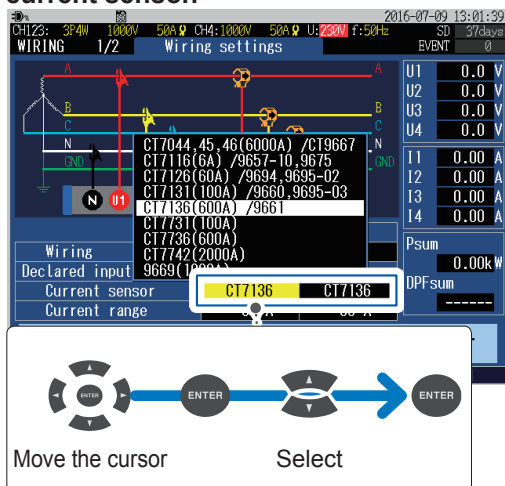 current sensor.
2016-07-09 13:01:39
CH123: 3P4W 1000V 50A CH4:1000V 50A U:230V f:50Hz SD 37days
WIRING 1/2 Wiring settings EVENT 0
A A
B B
C C
N N
GND GND
N U1
CT7044,45,46(6000A) /CT9667
CT7116(6A) /9657-10,9675
CT7126(60A) /9694,9695-02
CT7131(100A) /9660,9695-03
CT7136(600A) /9661
CT7731(100A)
CT7736(600A)
CT7742(2000A)
9669(1000A)
U1 0.0 V
U2 0.0 V
U3 0.0 V
U4 0.0 V
I1 0.00 A
I2 0.00 A
I3 0.00 A
I4 0.00 A
Psum
0.00kW
DPFsum
------
Wiring
Declared input
Current sensor CT7136 CT7136
Current range
ENTER ENTER ENTER
Move the cursor Select